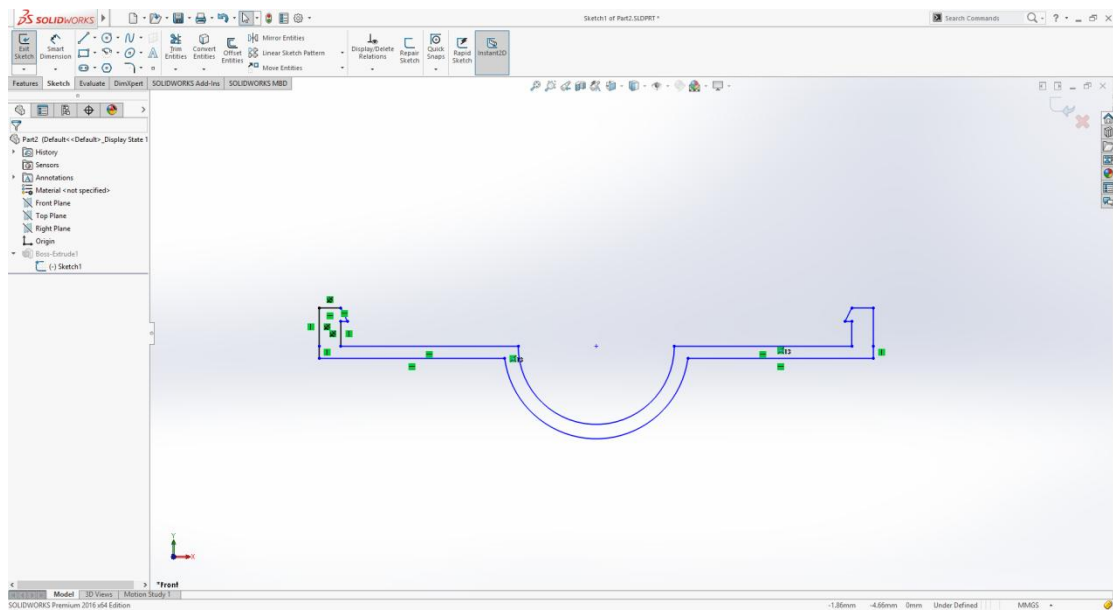 SOLIDWORKS
Sketch1 of Part2.SLDPRT *
Search Commands
Exit Sketch
Smart Dimension
Trim Entities
Convert Entities
Offset Entities
Mirror Entities
Linear Sketch Pattern
Move Entities
Display/Delete Relations
Repair Sketch
Quick Snaps
Rapid Sketch
Instant2D
Features Sketch Evaluate DimXpert SOLIDWORKS Add-Ins SOLIDWORKS MBD
Part2 (Default<<Default>_Display State 1
History
Sensors
Annotations
Material <not specified>
Front Plane
Top Plane
Right Plane
Origin
Boss-Extrude1
(-) Sketch1
Y
X
*Front
Model 3D Views Motion Study 1
SOLIDWORKS Premium 2016 x64 Edition
-1.86mm -4.66mm 0mm Under Defined MMGS